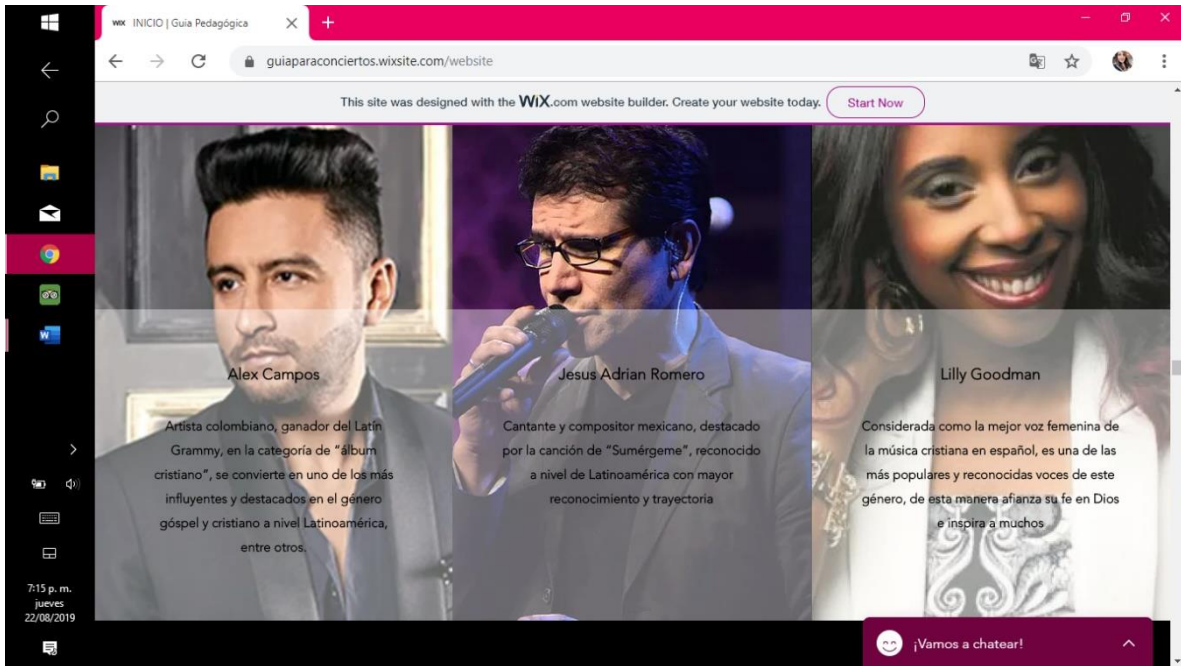 WiX INICIO | Guia Pedagógica
guiaparaconciertos.wixsite.com/website
This site was designed with the WiX.com website builder. Create your website today.
Start Now
Alex Campos
Artista colombiano, ganador del Latín
Grammy, en la categoría de “álbum
cristiano”, se convierte en uno de los más
influyentes y destacados en el género
góspel y cristiano a nivel Latinoamérica,
entre otros.
Jesus Adrian Romero
Cantante y compositor mexicano, destacado
por la canción de “Sumérgeme”, reconocido
a nivel de Latinoamérica con mayor
reconocimiento y trayectoria
Lilly Goodman
Considerada como la mejor voz femenina de
la música cristiana en español, es una de las
más populares y reconocidas voces de este
género, de esta manera afianza su fe en Dios
e inspira a muchos
7:15 p. m.
jueves
22/08/2019
¡Vamos a chatear!